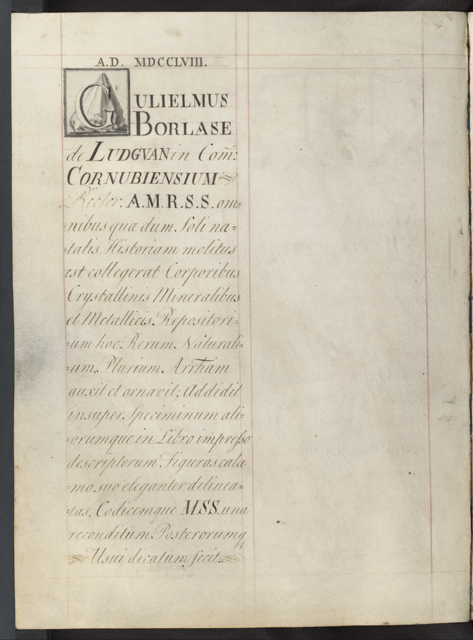 A.D. MDCCLVIII.
GULIELMUS
BORLASE
de LUDGVAN in Com:
CORNUBIENSIUM
Rector. A.M.R.S.S. om=
=nibus quæ dum Soli na=
=talis Historiam molitus
est collegerat Corporibus
Crystallinis Mineralibus
et Metallicis. Repositori=
=um hoc Rerum Naturali=
=um. Plurium. Artium
auxit et ornavit; Addidit
insuper Speciminum ali=
=orumque in Libro impresso
descriptorum Figuras cala=
=mo suo eleganter delinea=
=tas, Codicemque MSS. una
reconditum Posterorumq
Usui dicatum fecit.